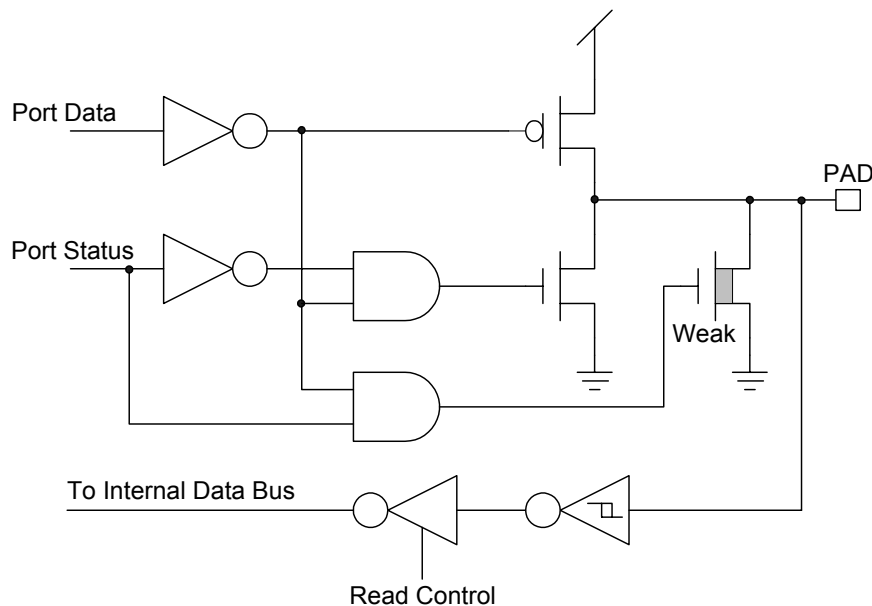 Port Data
PAD
Port Status
Weak
To Internal Data Bus
Read Control